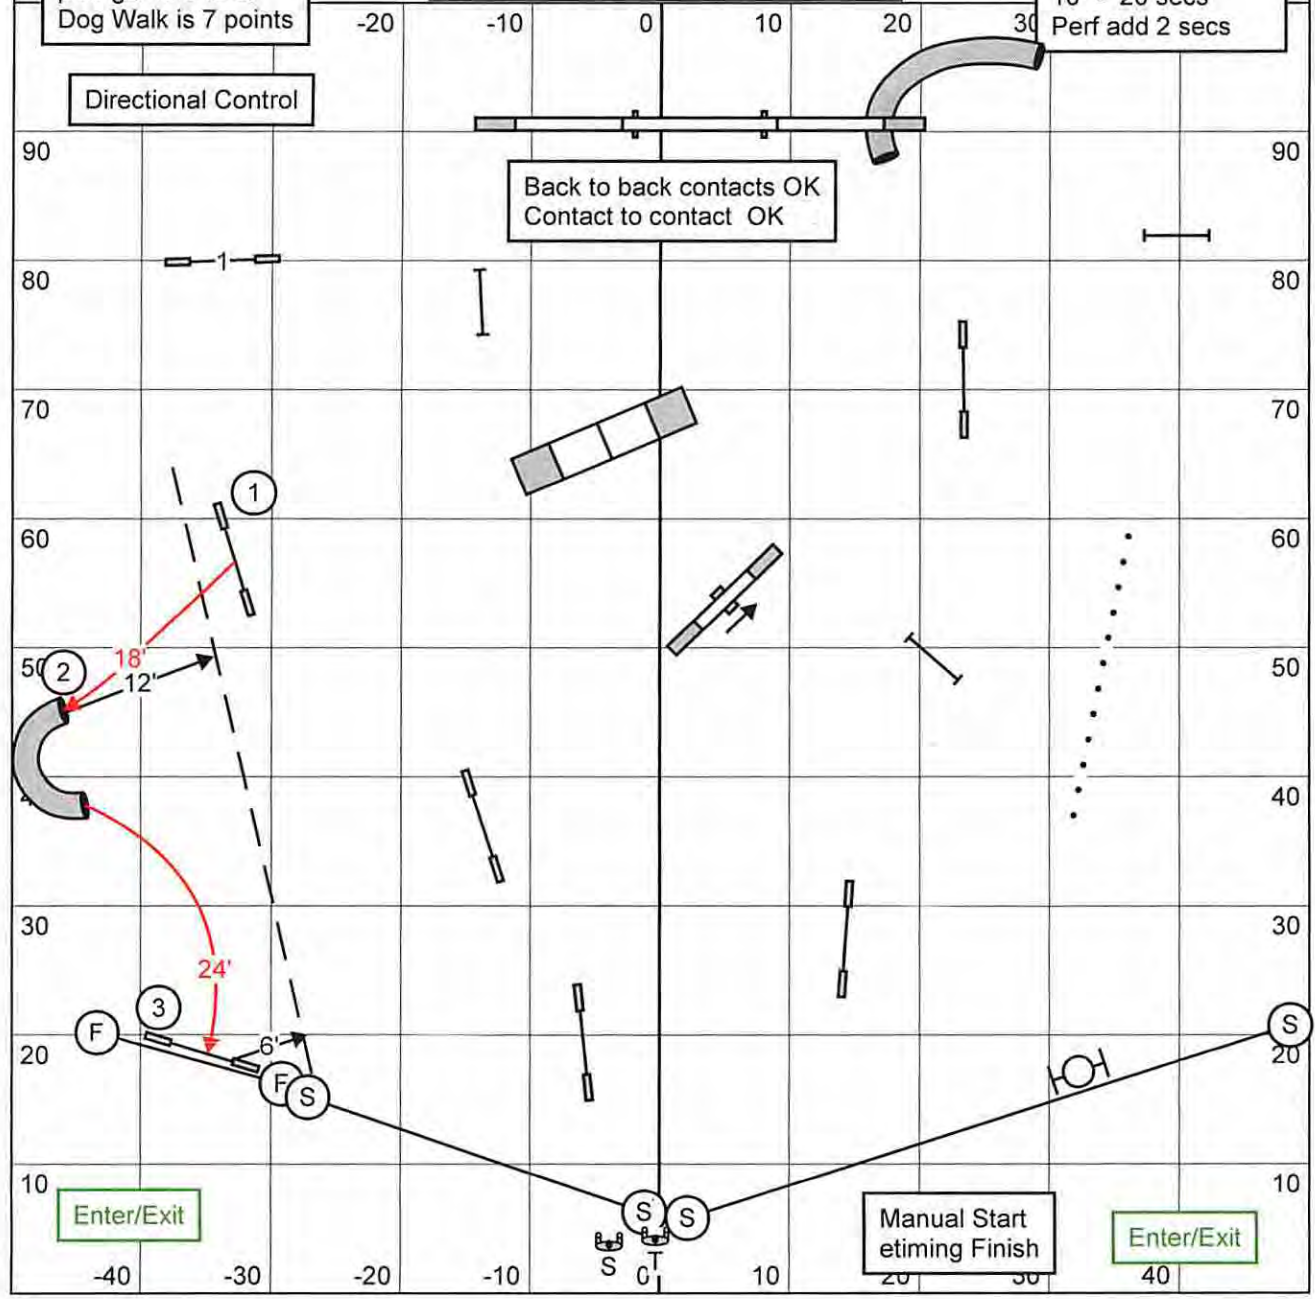 Dog Walk is 7 points
-20
0
10
20
30
Perf add 2 secs
Directional Control
90
90
Back to back contacts OK
Contact to contact OK
1
80
80
70
70
1
60
60
18'
12'
2
50
50
40
30
30
24'
3
F
6'
20
F
S
S
20
10
10
Enter/Exit
S
S
Manual Start
etiming Finish
Enter/Exit
S
T
-40
-30
-20
-10
0
10
20
30
40